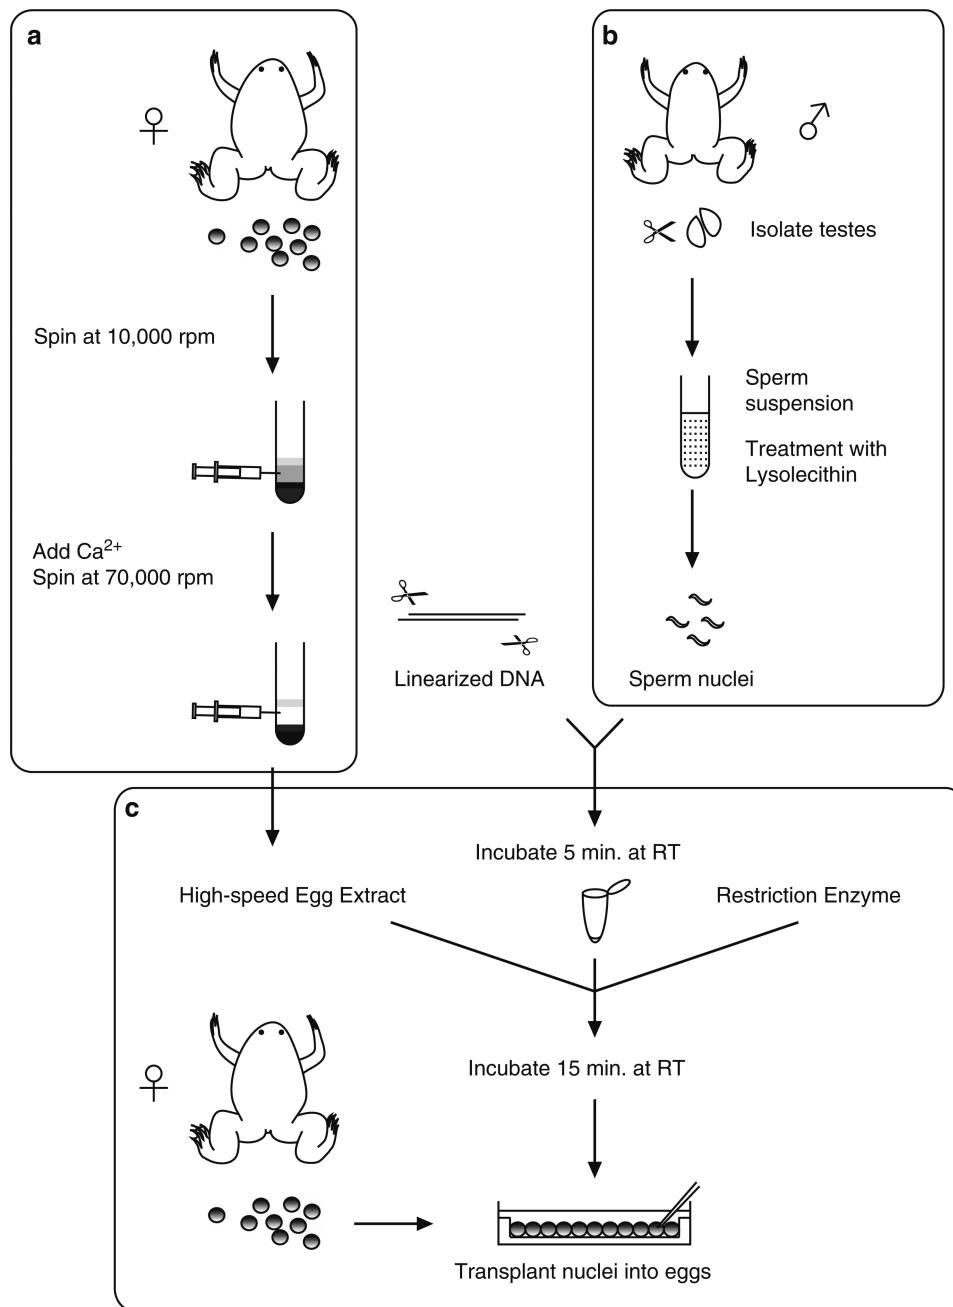 a
♀
Spin at 10,000 rpm
Add Ca²⁺
Spin at 70,000 rpm
b
♂
Isolate testes
Sperm
suspension
Treatment with
Lysolecithin
Linearized DNA
Sperm nuclei
c
Incubate 5 min. at RT
High-speed Egg Extract
Restriction Enzyme
♀
Incubate 15 min. at RT
Transplant nuclei into eggs